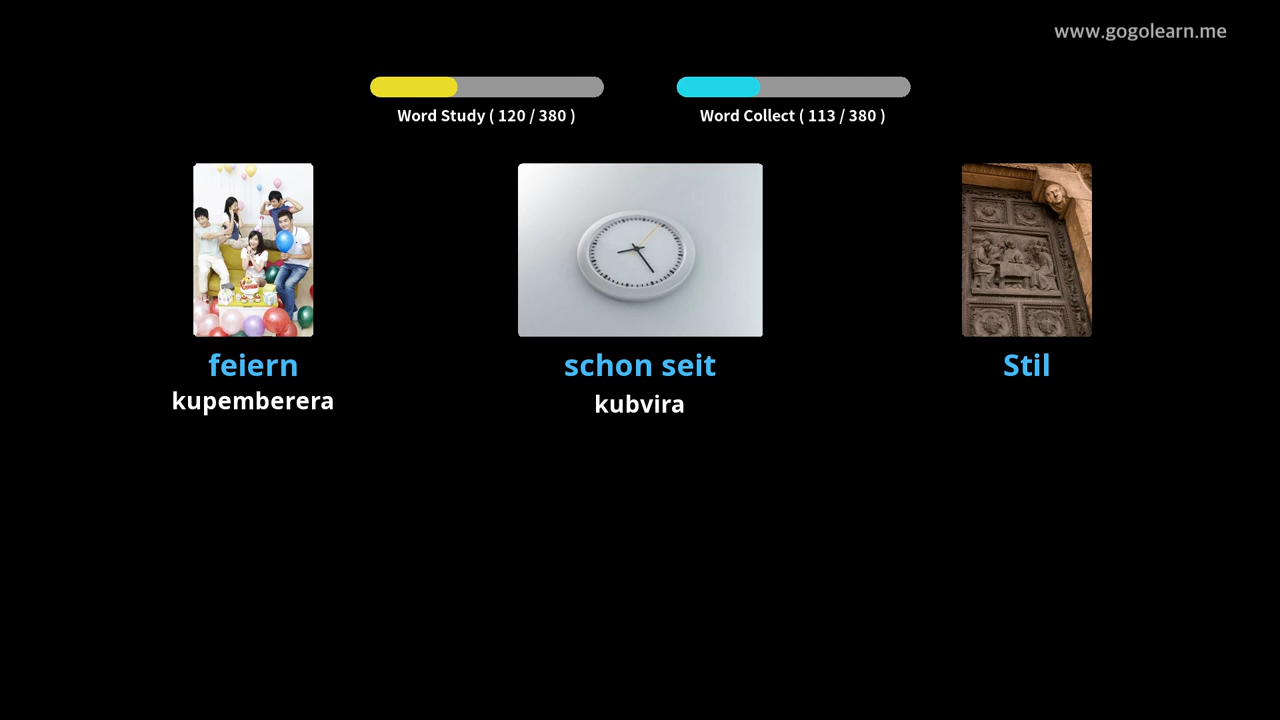 www.gogolearn.me
Word Study ( 120 / 380 )
Word Collect ( 113 / 380 )
feiern
kupemberera
schon seit
kubvira
Stil